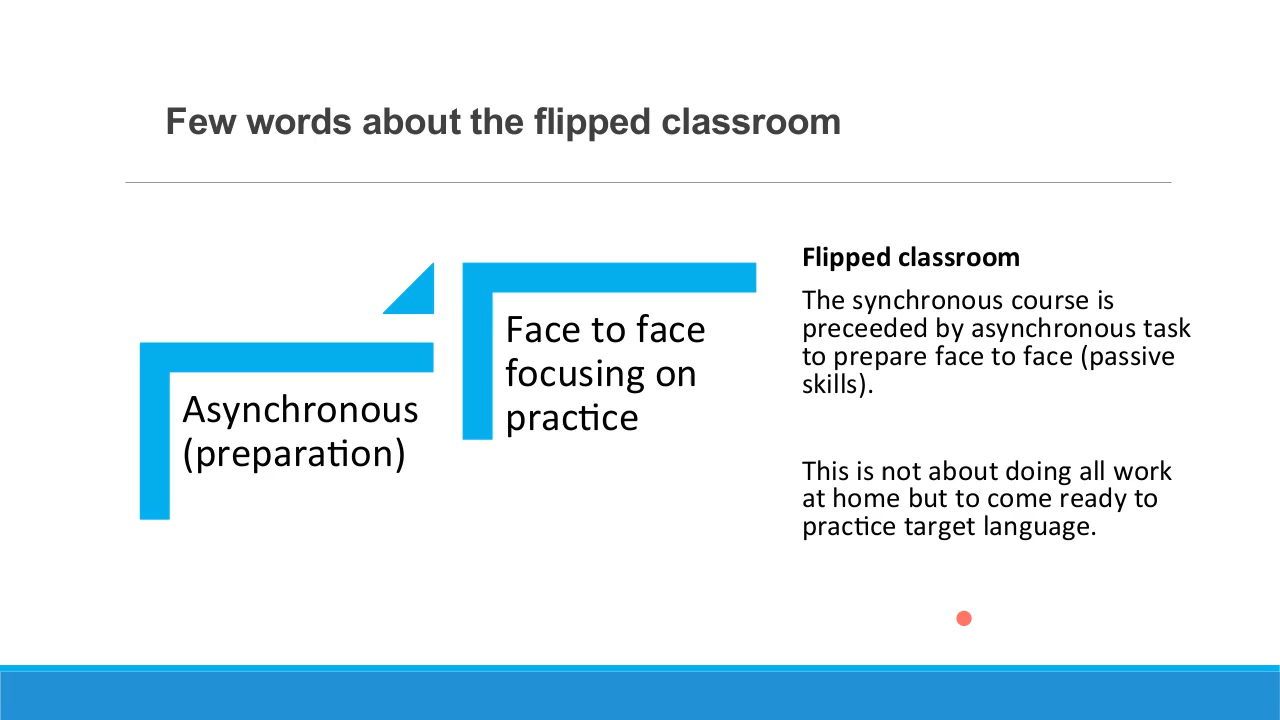 Few words about the flipped classroom
Asynchronous
(preparation)
Face to face
focusing on
practice
Flipped classroom
The synchronous course is
preceeded by asynchronous task
to prepare face to face (passive
skills).
This is not about doing all work
at home but to come ready to
practice target language.